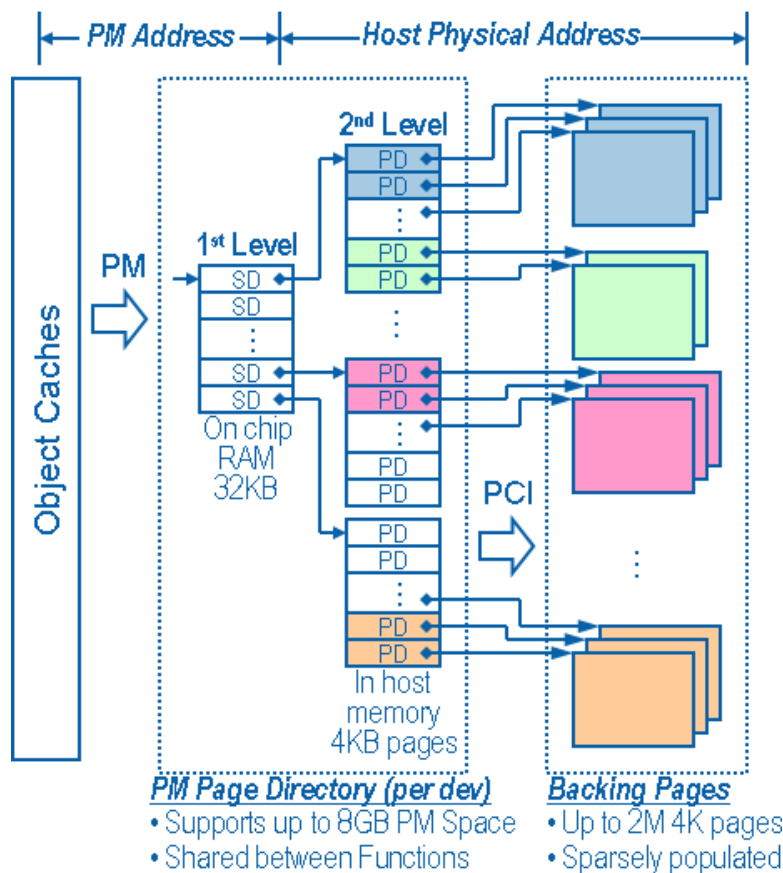 PM Address
Host Physical Address
Object Caches
PM
1st Level
SD
SD
⋮
SD
SD
On chip
RAM
32KB
2nd Level
PD
PD
⋮
PD
PD
⋮
PD
PD
⋮
PD
PD
PD
PD
⋮
PD
PD
In host
memory
4KB pages
PCI
⋮
PM Page Directory (per dev)
• Supports up to 8GB PM Space
• Shared between Functions
Backing Pages
• Up to 2M 4K pages
• Sparsely populated